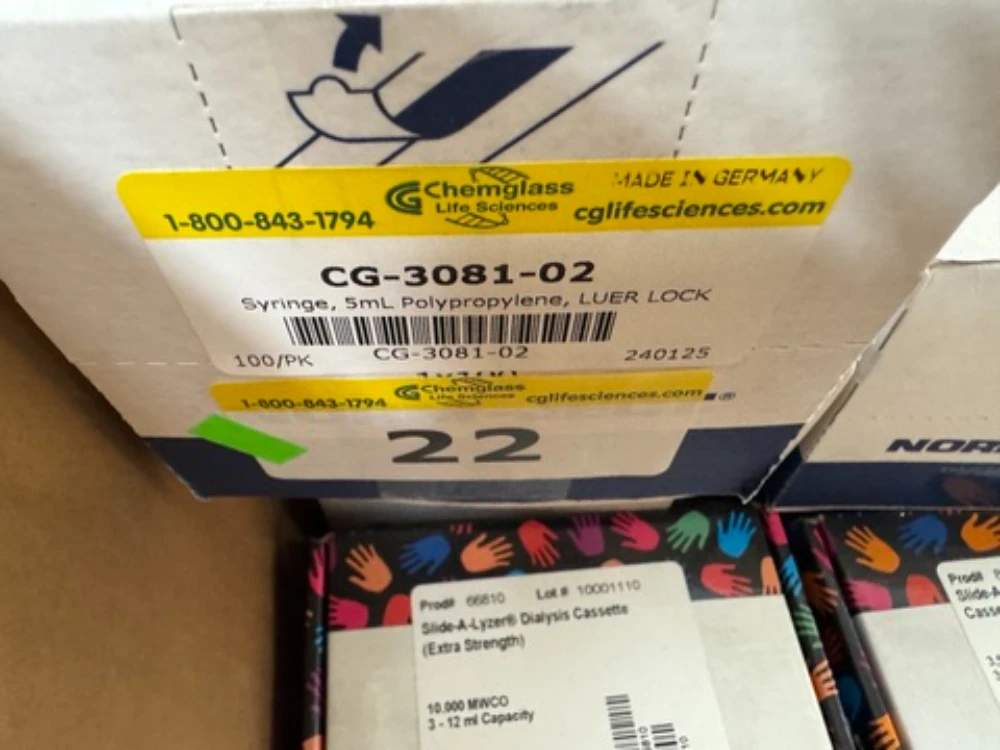 MADE IN GERMANY
Chemglass
Life Sciences
1-800-843-1794
cglifesciences.com
CG-3081-02
Syringe, 5mL Polypropylene, LUER LOCK
100/PK CG-3081-02 240125
Chemglass
Life Sciences
1-800-843-1794
cglifesciences.com
®
22
NOR
Prod# 66810 Lot # 10001110
Slide-A-Lyzer® Dialysis Cassette
(Extra Strength)
10,000 MWCO
3 - 12 ml Capacity
Prod#
Slide-A
Casse